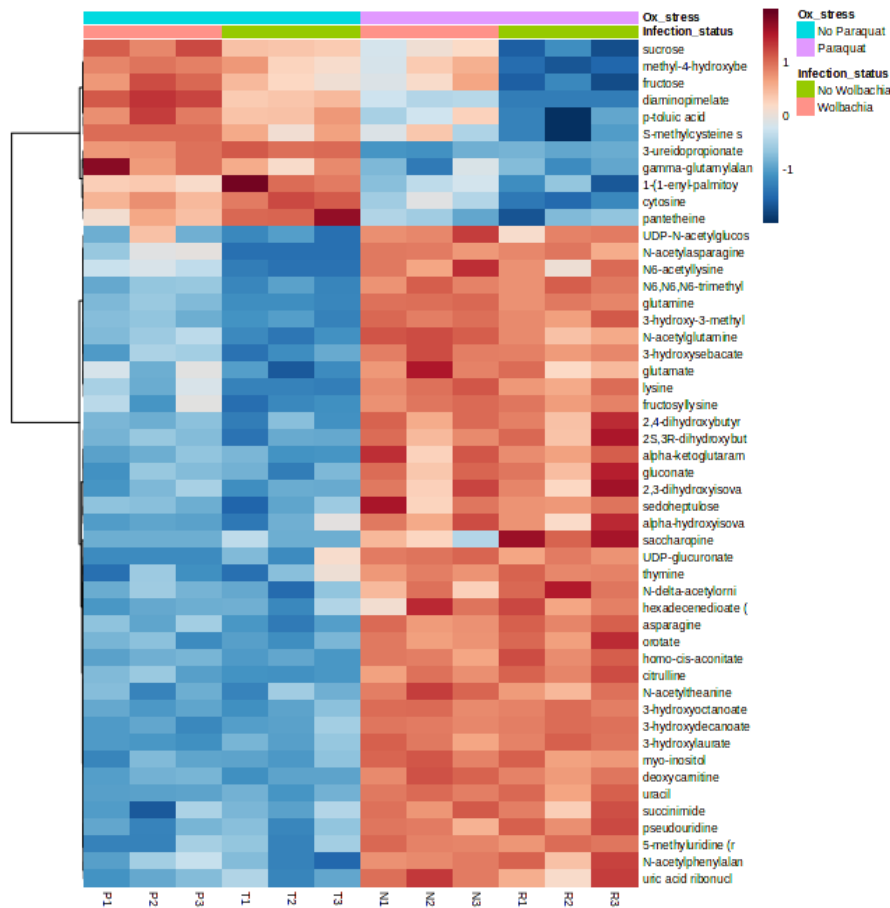 Ox_stress
Infection_status
sucrose
methyl-4-hydroxybe
fructose
diaminopimelate
p-toluic acid
S-methylcysteine s
3-ureidopropionate
gamma-glutamylalan
1-(1-enyl-palmitoy
cytosine
pantetheine
UDP-N-acetylglucos
N-acetylasparagine
N6-acetyllysine
N6,N6,N6-trimethyl
glutamine
3-hydroxy-3-methyl
N-acetylglutamine
3-hydroxysebacate
glutamate
lysine
fructosyllysine
2,4-dihydroxybutyr
2S,3R-dihydroxybut
alpha-ketoglutaram
gluconate
2,3-dihydroxyisova
sedoheptulose
alpha-hydroxyisova
saccharopine
UDP-glucuronate
thymine
N-delta-acetylorni
hexadecenedioate (
asparagine
orotate
homo-cis-aconitate
citrulline
N-acetyltheanine
3-hydroxyoctanoate
3-hydroxydecanoate
3-hydroxylaurate
myo-inositol
deoxycarnitine
uracil
succinimide
pseudouridine
5-methyluridine (r
N-acetylphenylalan
uric acid ribonucl
P1 P2 P3 T1 T2 T3 N1 N2 N3 R1 R2 R3
1
0
-1
Ox_stress
No Paraquat
Paraquat
Infection_status
No Wolbachia
Wolbachia